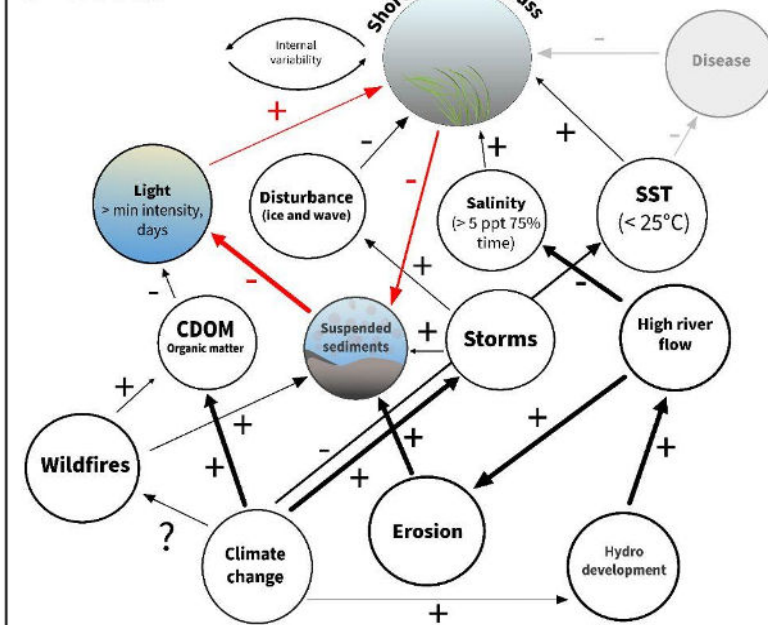 Internal
variability
Disease
+
-
-
+
+
-
-
Light
> min intensity,
days
Disturbance
(ice and wave)
Salinity
(> 5 ppt 75%
time)
SST
(< 25°C)
-
-
+
-
CDOM
Organic matter
Suspended
sediments
+
Storms
High river
flow
+
+
+
+
Wildfires
-
+
+
+
?
Climate
change
Erosion
Hydro
development
+